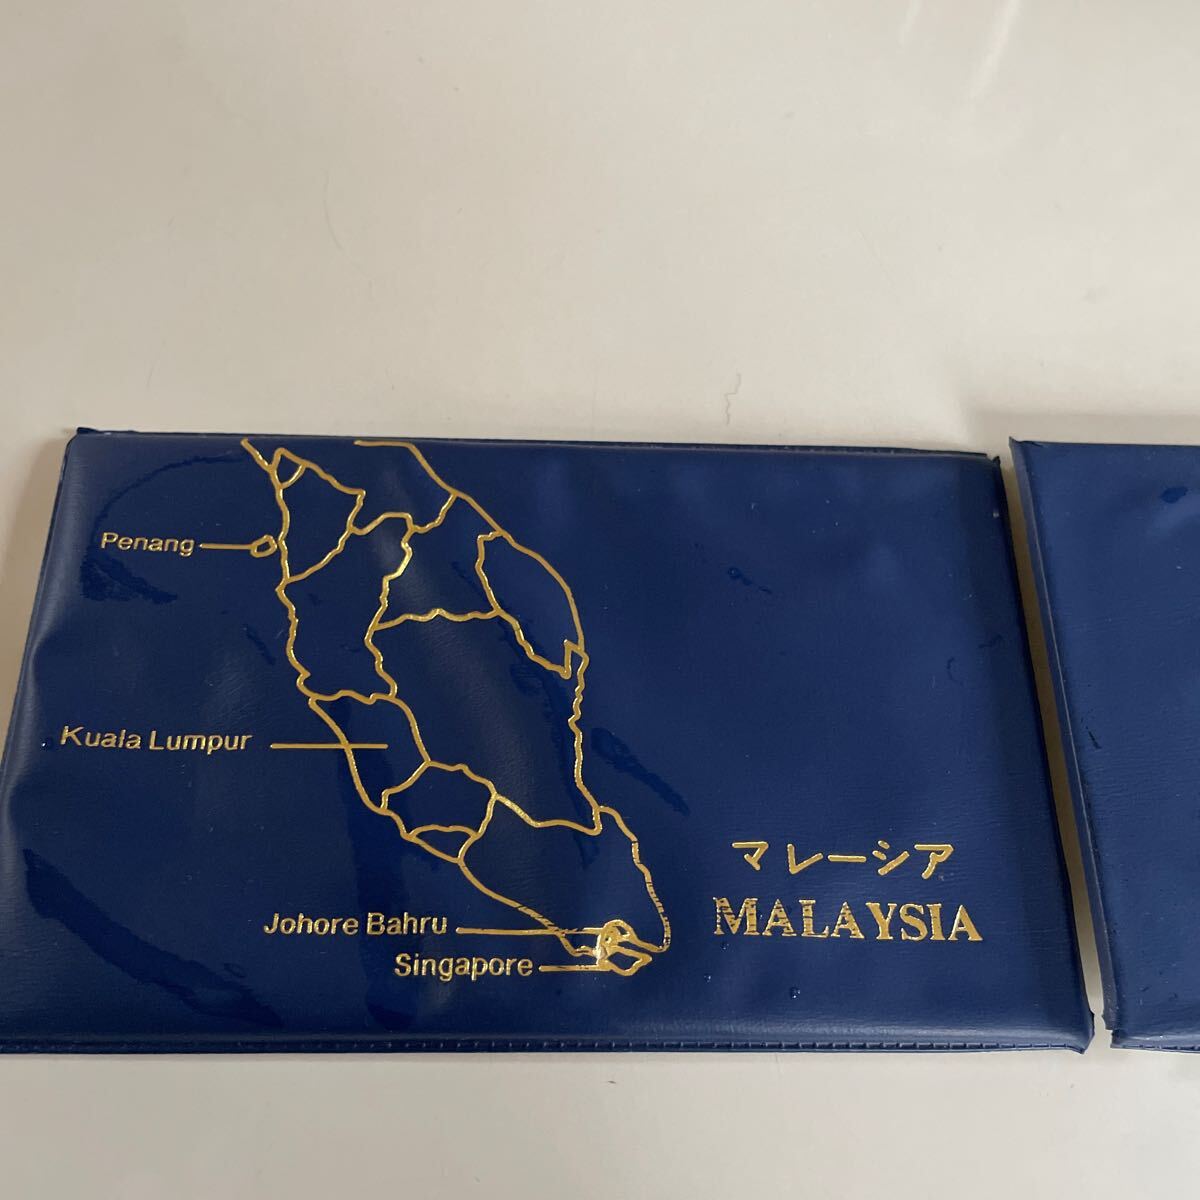 Penang
Kuala Lumpur
Johore Bahru
Singapore
マレーシア
MALAYSIA